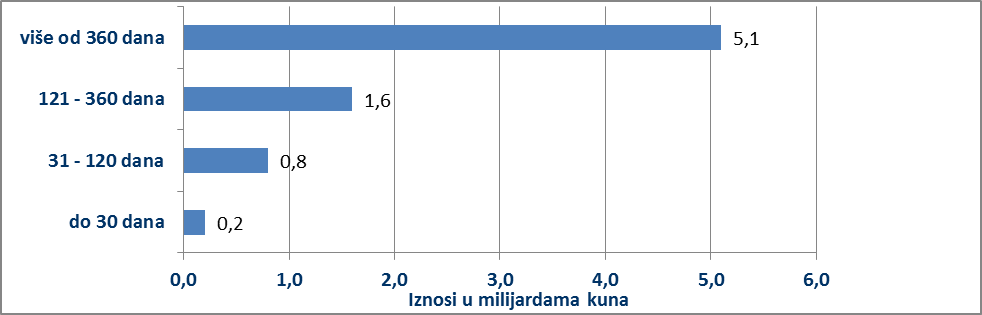 više od 360 dana 5,1
121 - 360 dana 1,6
31 - 120 dana 0,8
do 30 dana 0,2
0,0 1,0 2,0 3,0 4,0 5,0 6,0
Iznosi u milijardama kuna